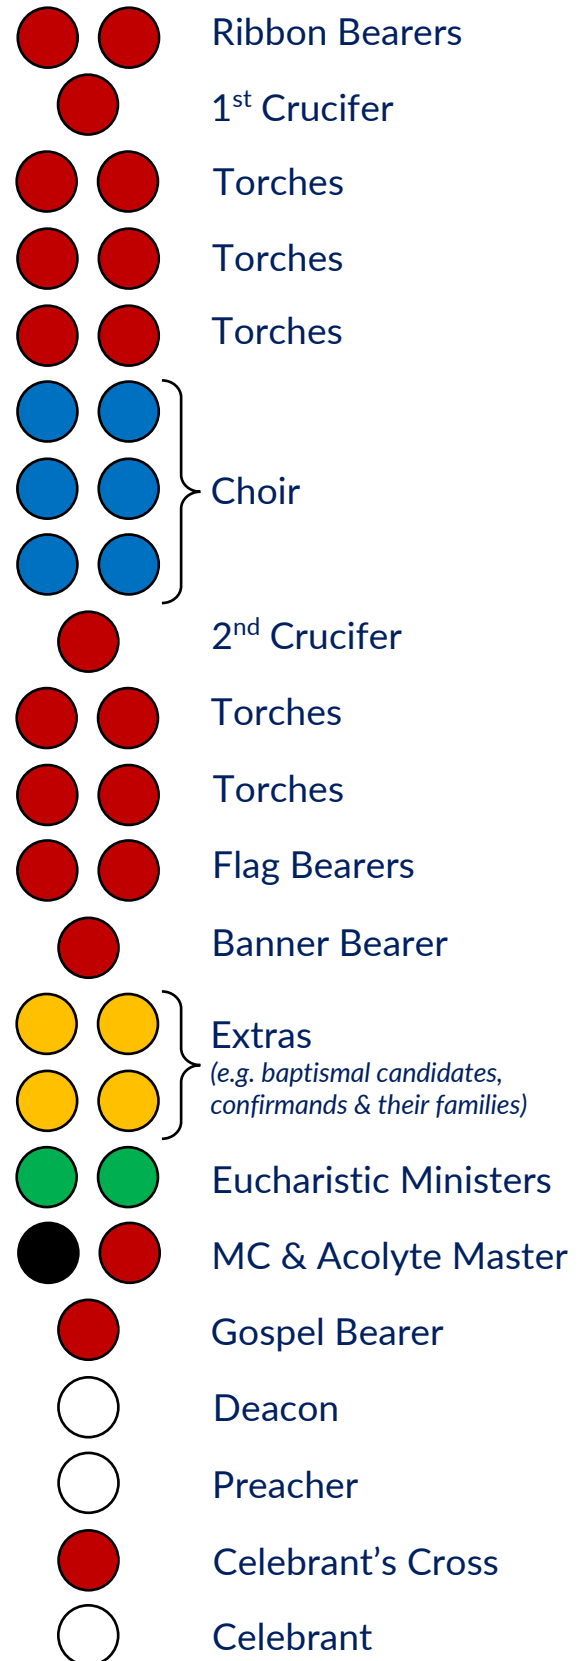 Ribbon Bearers
1st Crucifer
Torches
Torches
Torches
Choir
2nd Crucifer
Torches
Torches
Flag Bearers
Banner Bearer
Extras
(e.g. baptismal candidates,
confirmands & their families)
Eucharistic Ministers
MC & Acolyte Master
Gospel Bearer
Deacon
Preacher
Celebrant’s Cross
Celebrant